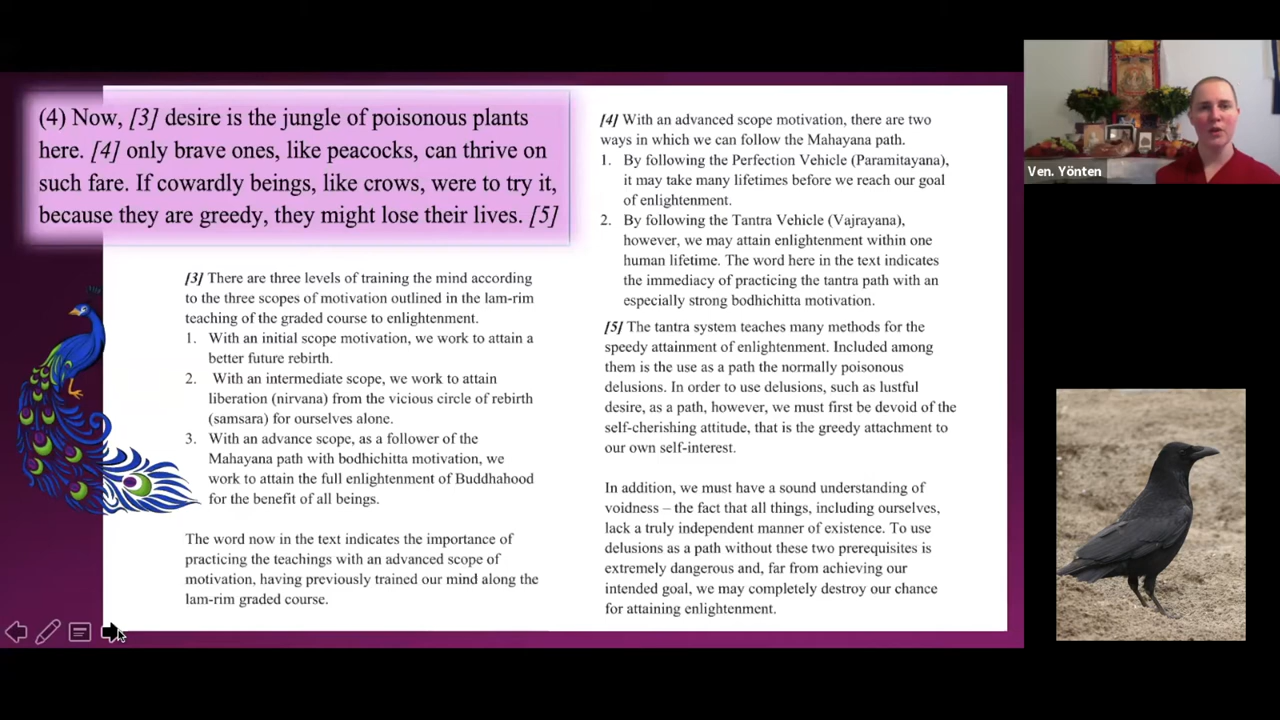 (4) Now, [3] desire is the jungle of poisonous plants
here. [4] only brave ones, like peacocks, can thrive on
such fare. If cowardly beings, like crows, were to try it,
because they are greedy, they might lose their lives. [5]
[3] There are three levels of training the mind according
to the three scopes of motivation outlined in the lam-rim
teaching of the graded course to enlightenment.
1. With an initial scope motivation, we work to attain a
better future rebirth.
2. With an intermediate scope, we work to attain
liberation (nirvana) from the vicious circle of rebirth
(samsara) for ourselves alone.
3. With an advance scope, as a follower of the
Mahayana path with bodhichitta motivation, we
work to attain the full enlightenment of Buddhahood
for the benefit of all beings.
The word now in the text indicates the importance of
practicing the teachings with an advanced scope of
motivation, having previously trained our mind along the
lam-rim graded course.
[4] With an advanced scope motivation, there are two
ways in which we can follow the Mahayana path.
1. By following the Perfection Vehicle (Paramitayana),
it may take many lifetimes before we reach our goal
of enlightenment.
2. By following the Tantra Vehicle (Vajrayana),
however, we may attain enlightenment within one
human lifetime. The word here in the text indicates
the immediacy of practicing the tantra path with an
especially strong bodhichitta motivation.
[5] The tantra system teaches many methods for the
speedy attainment of enlightenment. Included among
them is the use as a path the normally poisonous
delusions. In order to use delusions, such as lustful
desire, as a path, however, we must first be devoid of the
self-cherishing attitude, that is the greedy attachment to
our own self-interest.
In addition, we must have a sound understanding of
voidness – the fact that all things, including ourselves,
lack a truly independent manner of existence. To use
delusions as a path without these two prerequisites is
extremely dangerous and, far from achieving our
intended goal, we may completely destroy our chance
for attaining enlightenment.
Ven. Yönten